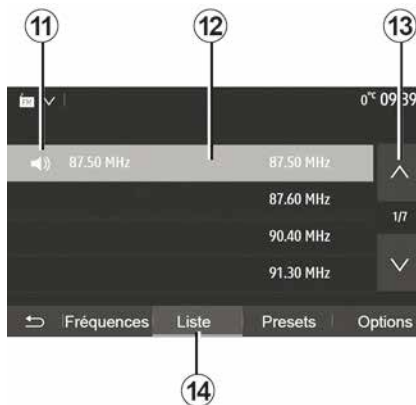 11 12 13
FM 0°C 09:39
87.50 MHz 87.50 MHz
87.60 MHz
1/7
90.40 MHz
91.30 MHz
Fréquences Liste Presets Options
14